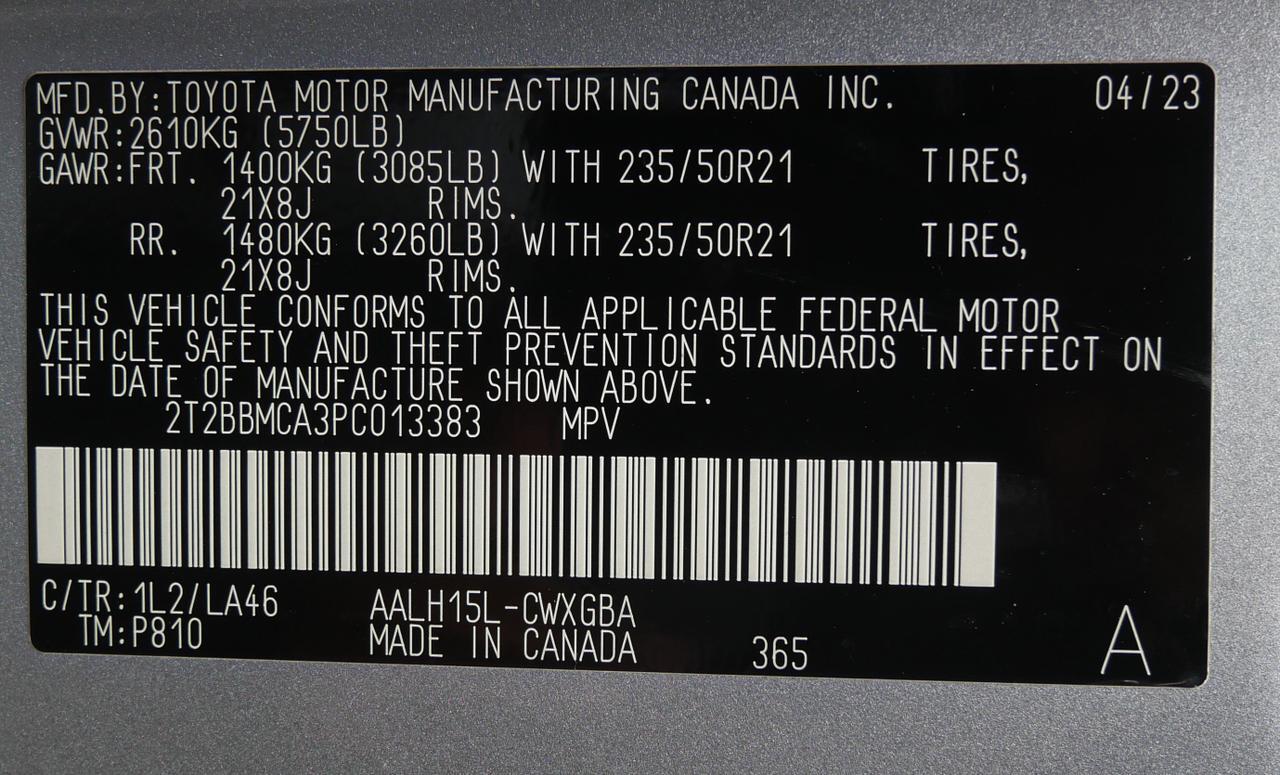 MFD.BY:TOYOTA MOTOR MANUFACTURING CANADA INC. 04/23
GVWR:2610KG (5750LB)
GAWR:FRT. 1400KG (3085LB) WITH 235/50R21 TIRES,
21X8J RIMS.
RR. 1480KG (3260LB) WITH 235/50R21 TIRES,
21X8J RIMS.
THIS VEHICLE CONFORMS TO ALL APPLICABLE FEDERAL MOTOR
VEHICLE SAFETY AND THEFT PREVENTION STANDARDS IN EFFECT ON
THE DATE OF MANUFACTURE SHOWN ABOVE.
2T2BBMCA3PC013383 MPV
C/TR:1L2/LA46 AALH15L-CWXGBA
TM:P810 MADE IN CANADA 365 A